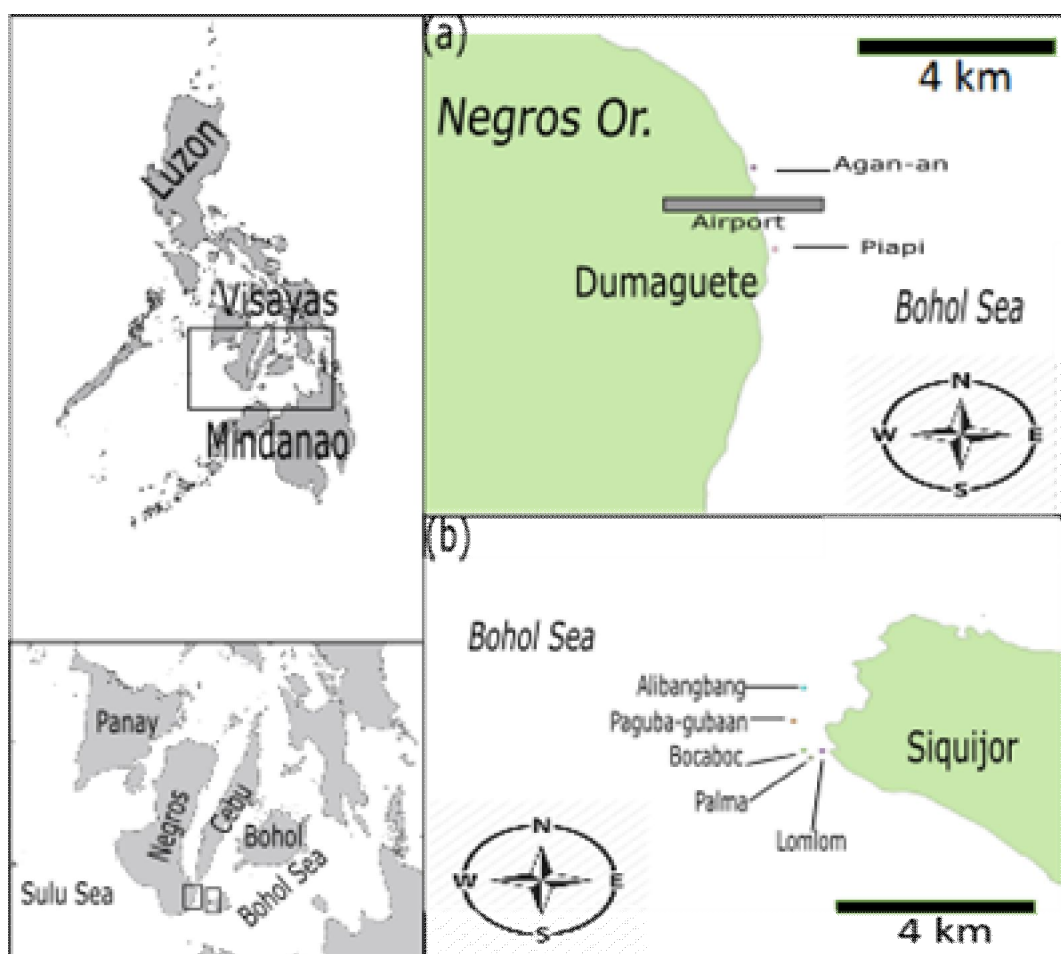 Luzon
Visayas
Mindanao
(a)
4 km
Negros Or.
Agan-an
Airport
Piapi
Dumaguete
Bohol Sea
N
W
E
S
Panay
Negros
Cebu
Bohol
Sulu Sea
Bohol Sea
(b)
Bohol Sea
Alibangbang
Paguba-gubaan
Bocaboc
Siquijor
Palma
Lomlom
N
W
E
S
4 km